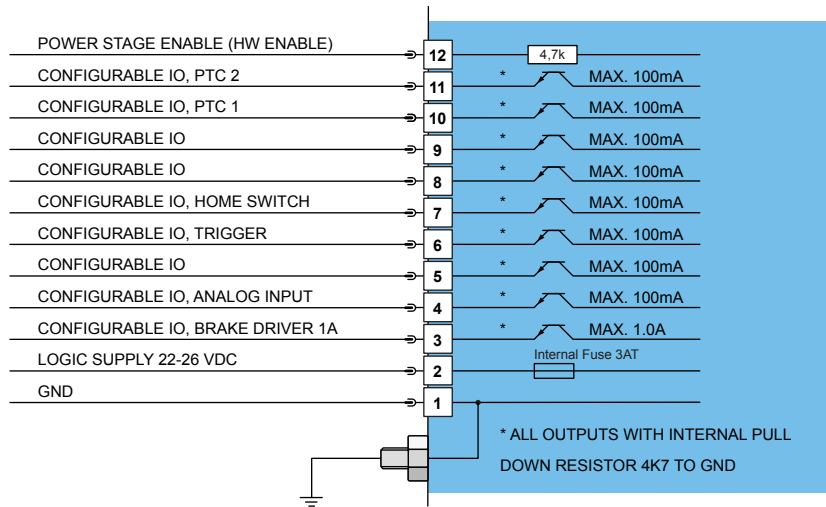 POWER STAGE ENABLE (HW ENABLE) 12 4,7k
CONFIGURABLE IO, PTC 2 11 * MAX. 100mA
CONFIGURABLE IO, PTC 1 10 * MAX. 100mA
CONFIGURABLE IO 9 * MAX. 100mA
CONFIGURABLE IO 8 * MAX. 100mA
CONFIGURABLE IO, HOME SWITCH 7 * MAX. 100mA
CONFIGURABLE IO, TRIGGER 6 * MAX. 100mA
CONFIGURABLE IO 5 * MAX. 100mA
CONFIGURABLE IO, ANALOG INPUT 4 * MAX. 100mA
CONFIGURABLE IO, BRAKE DRIVER 1A 3 * MAX. 1.0A
LOGIC SUPPLY 22-26 VDC 2 Internal Fuse 3AT
GND 1
* ALL OUTPUTS WITH INTERNAL PULL
DOWN RESISTOR 4K7 TO GND